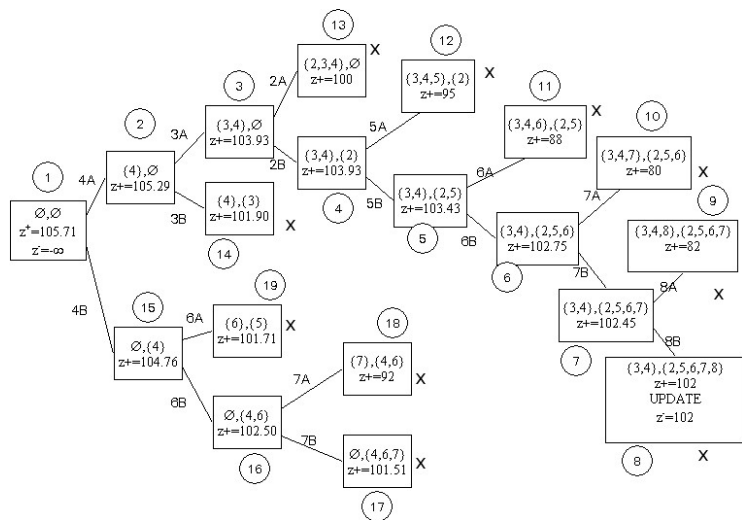 13
X
{2,3,4},∅
z+=100
12
X
{3,4,5},{2}
z+=95
3
2A
11
X
{3,4,6},{2,5}
z+=88
10
X
{3,4,7},{2,5,6}
z+=80
2
3A
{3,4},∅
z+=103.93
5A
2B
{3,4},{2}
z+=103.93
4
1
4A
{4},∅
z+=105.29
3B
{4},{3}
z+=101.90
X
14
5B
6A
{3,4},{2,5}
z+=103.43
5
7A
9
∅,∅
z⁺=105.71
z⁻=-∞
6B
{3,4},{2,5,6}
z+=102.75
6
{3,4,8},{2,5,6,7}
z+=82
X
7B
8A
4B
15
19
6A
{6},{5}
z+=101.71
X
{3,4},{2,5,6,7}
z+=102.45
7
8B
∅,{4}
z+=104.76
18
7A
{7},{4,6}
z+=92
X
{3,4},{2,5,6,7,8}
z+=102
UPDATE
z⁻=102
8
X
6B
∅,{4,6}
z+=102.50
16
7B
∅,{4,6,7}
z+=101.51
X
17